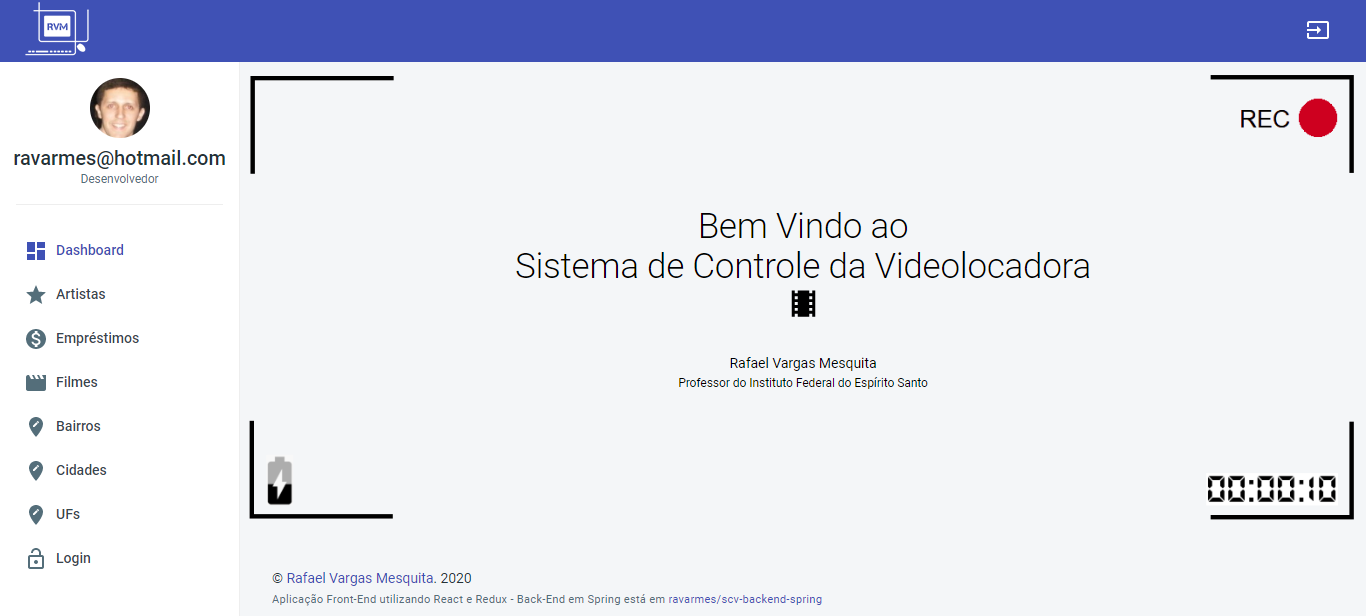 RVM
ravarmes@hotmail.com
Desenvolvedor
Dashboard
Artistas
Empréstimos
Filmes
Bairros
Cidades
UFs
Login
REC
Bem Vindo ao
Sistema de Controle da Videolocadora
Rafael Vargas Mesquita
Professor do Instituto Federal do Espírito Santo
00:00:10
© Rafael Vargas Mesquita. 2020
Aplicação Front-End utilizando React e Redux - Back-End em Spring está em ravarmes/scv-backend-spring